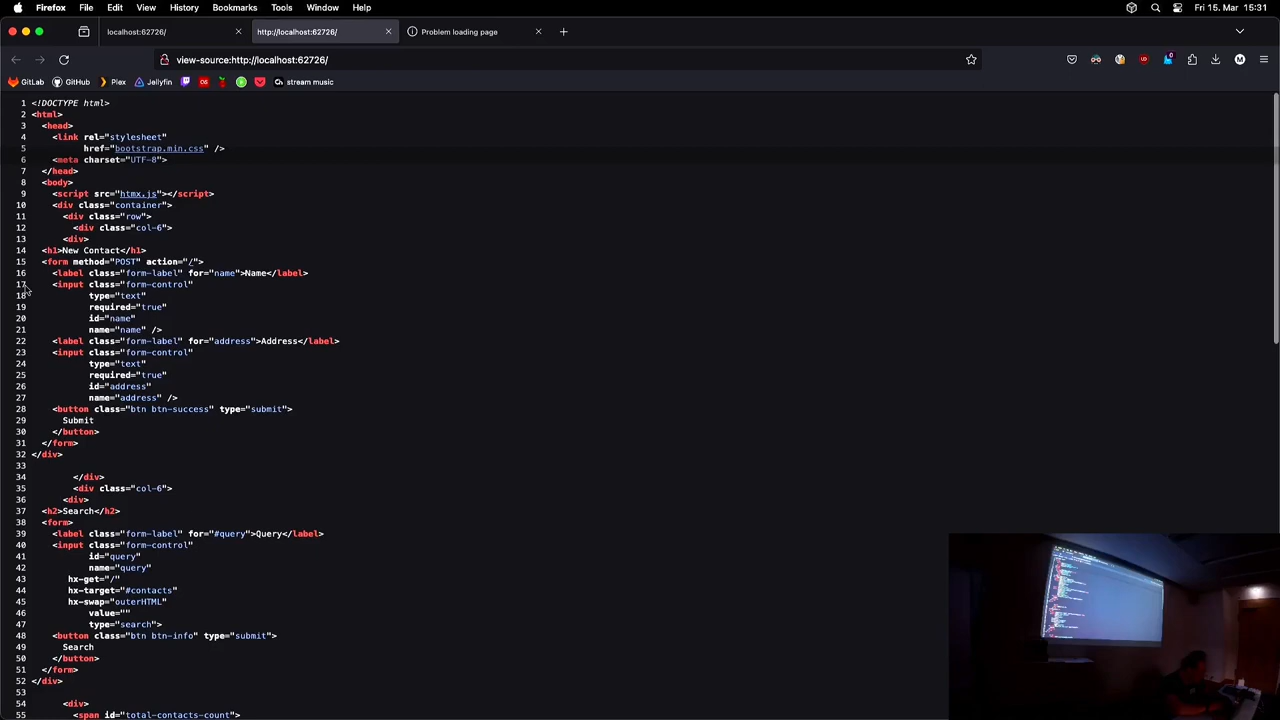 Firefox File Edit View History Bookmarks Tools Window Help Fri 15. Mar 15:31
localhost:62726/ http://localhost:62726/ Problem loading page
view-source:http://localhost:62726/
GitLab GitHub Plex Jellyfin stream music
1 <!DOCTYPE html>
2 <html>
3 <head>
4 <link rel="stylesheet"
5 href="bootstrap.min.css" />
6 <meta charset="UTF-8">
7 </head>
8 <body>
9 <script src="htmx.js"></script>
10 <div class="container">
11 <div class="row">
12 <div class="col-6">
13 <div>
14 <h1>New Contact</h1>
15 <form method="POST" action="/">
16 <label class="form-label" for="name">Name</label>
17 <input class="form-control"
18 type="text"
19 required="true"
20 id="name"
21 name="name" />
22 <label class="form-label" for="address">Address</label>
23 <input class="form-control"
24 type="text"
25 required="true"
26 id="address"
27 name="address" />
28 <button class="btn btn-success" type="submit">
29 Submit
30 </button>
31 </form>
32 </div>
33
34 </div>
35 <div class="col-6">
36 <div>
37 <h2>Search</h2>
38 <form>
39 <label class="form-label" for="#query">Query</label>
40 <input class="form-control"
41 id="query"
42 name="query"
43 hx-get="/"
44 hx-target="#contacts"
45 hx-swap="outerHTML"
46 value=""
47 type="search">
48 <button class="btn btn-info" type="submit">
49 Search
50 </button>
51 </form>
52 </div>
53
54 <div>
55 <span id="total-contacts-count">